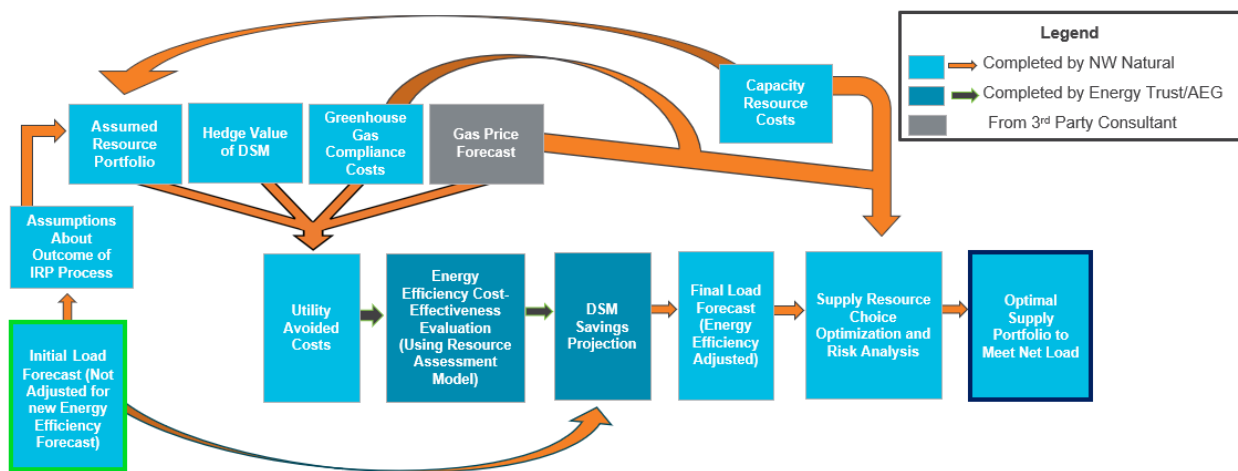 Legend
Completed by NW Natural
Completed by Energy Trust/AEG
From 3rd Party Consultant
Capacity
Resource
Costs
Assumed
Resource
Portfolio
Hedge Value
of DSM
Greenhouse
Gas
Compliance
Costs
Gas Price
Forecast
Assumptions
About
Outcome of
IRP Process
Initial Load
Forecast (Not
Adjusted for
new Energy
Efficiency
Forecast)
Utility
Avoided
Costs
Energy
Efficiency Cost-
Effectiveness
Evaluation
(Using Resource
Assessment
Model)
DSM
Savings
Projection
Final Load
Forecast
(Energy
Efficiency
Adjusted)
Supply Resource
Choice
Optimization and
Risk Analysis
Optimal
Supply
Portfolio to
Meet Net Load